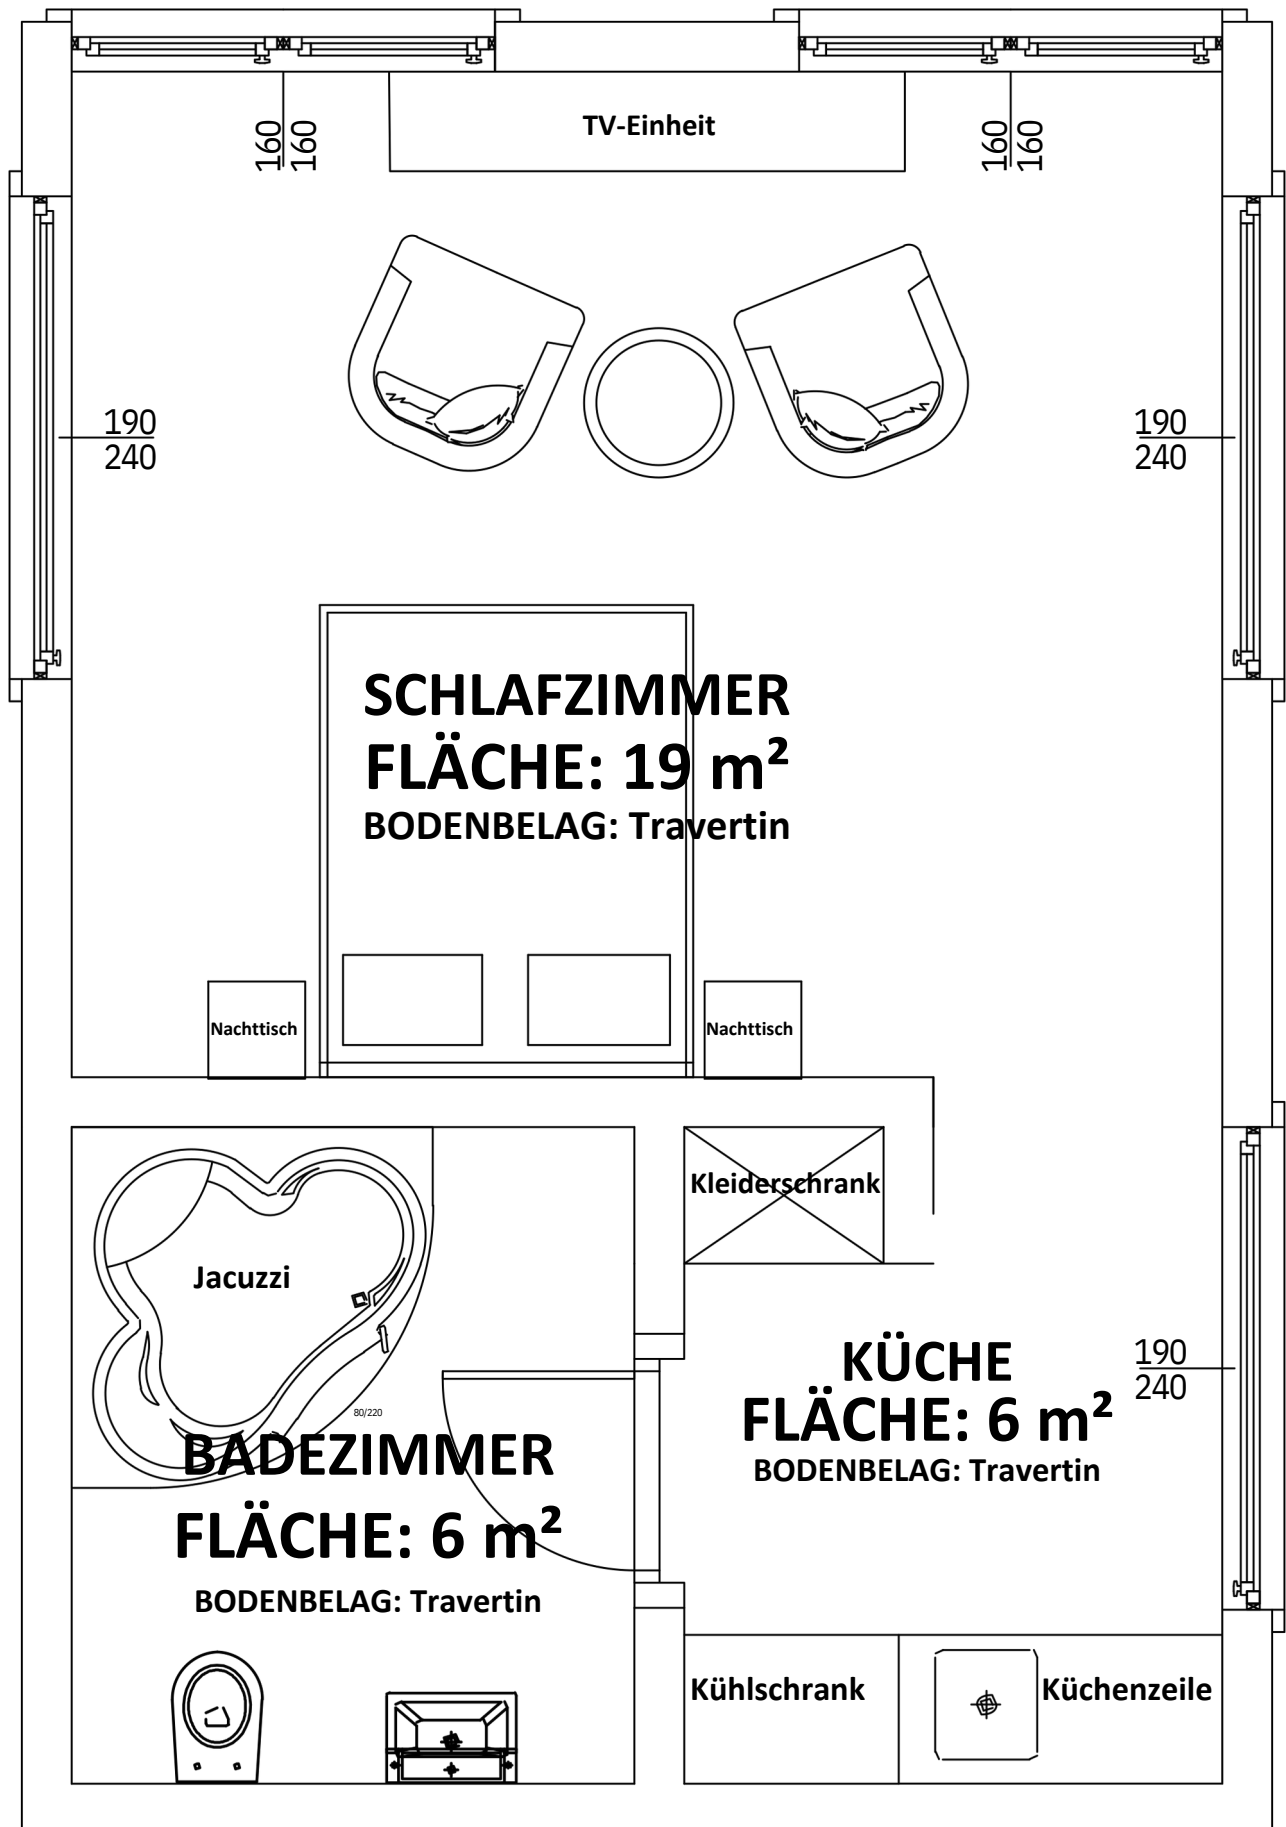 TV-Einheit
160
160
160
160
190
240
190
240
SCHLAFZIMMER
FLÄCHE: 19 m²
BODENBELAG: Travertin
Nachttisch
Nachttisch
Kleiderschrank
Jacuzzi
KÜCHE
FLÄCHE: 6 m²
BODENBELAG: Travertin
190
240
80/220
BADEZIMMER
FLÄCHE: 6 m²
BODENBELAG: Travertin
Kühlschrank
Küchenzeile